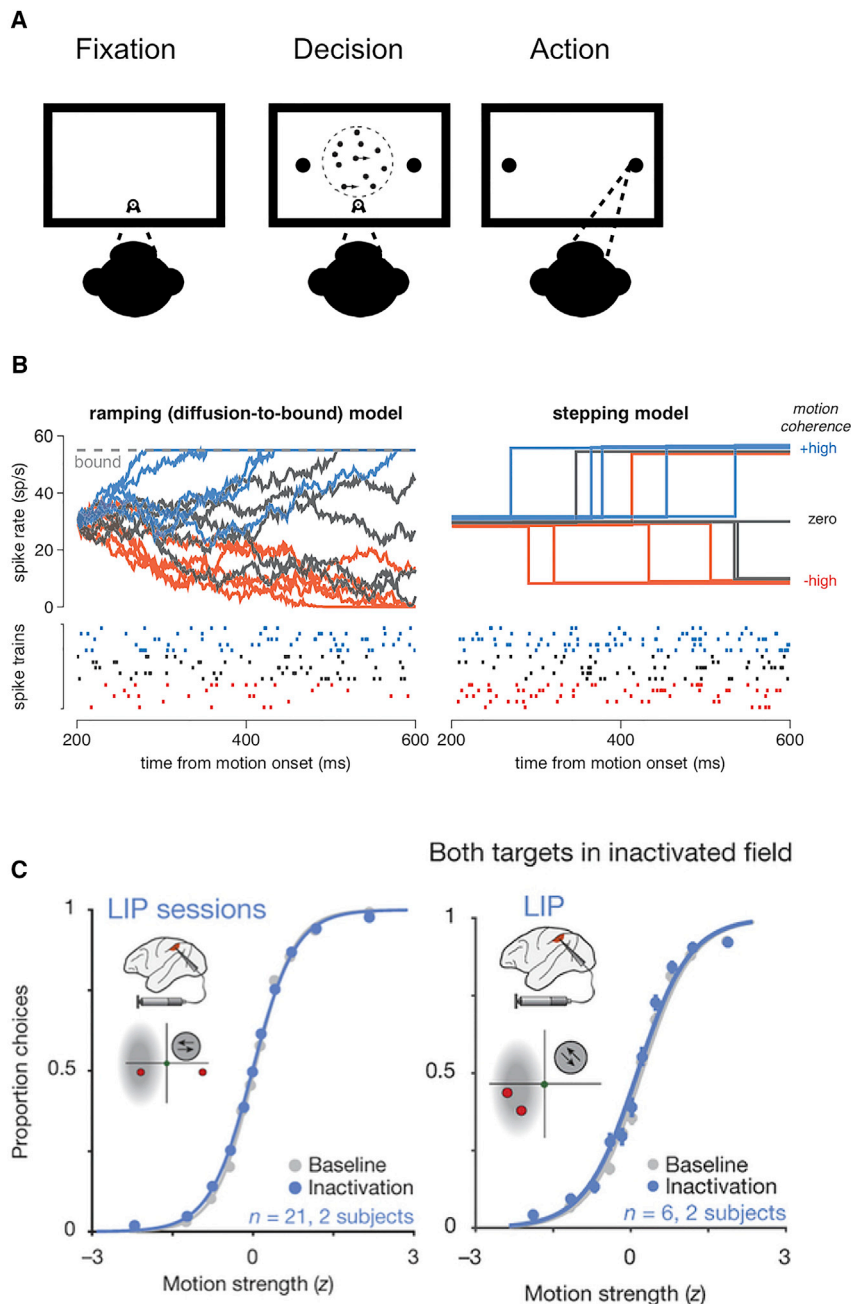 A
Fixation
Decision
Action
B
ramping (diffusion-to-bound) model
stepping model
motion
coherence
60
bound
40
20
0
spike rate (sp/s)
+high
zero
-high
spike trains
200
400
600
200
400
600
time from motion onset (ms)
time from motion onset (ms)
C
Both targets in inactivated field
1
LIP sessions
0.5
0
Proportion choices
Baseline
Inactivation
n = 21, 2 subjects
−3
0
3
Motion strength (z)
1
LIP
0.5
0
Baseline
Inactivation
n = 6, 2 subjects
−3
0
3
Motion strength (z)